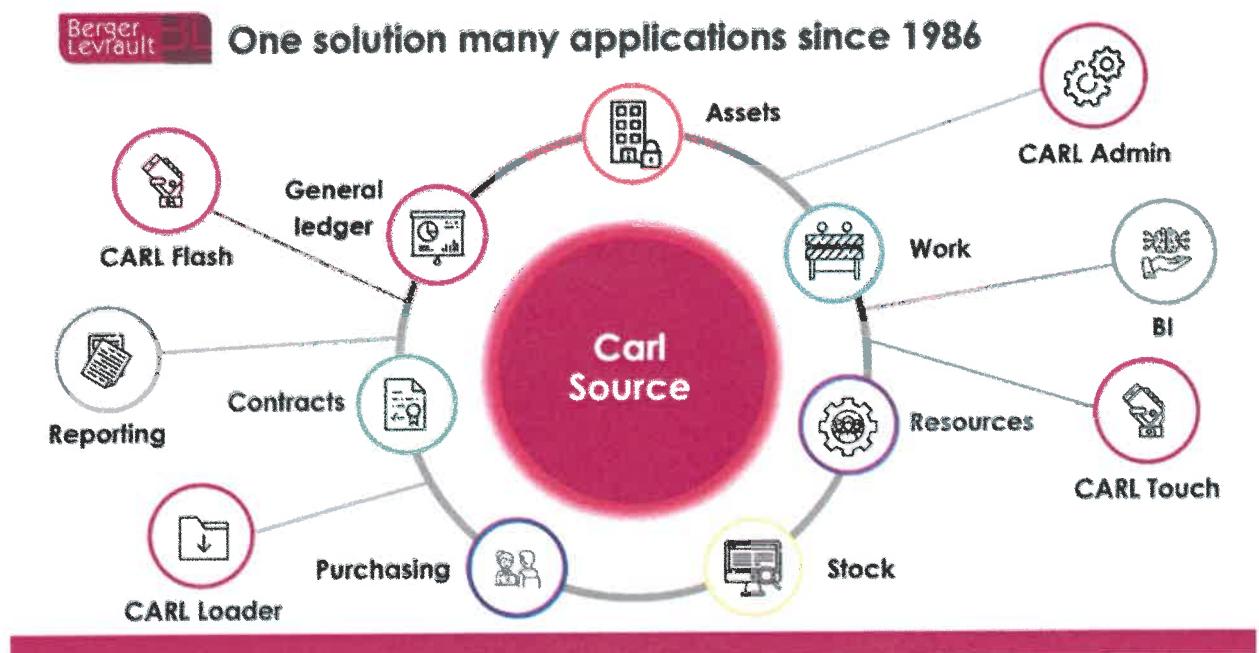 Berger
Levrault
BL
One solution many applications since 1986
Assets
CARL Admin
General
ledger
CARL Flash
Work
BI
Carl
Source
Contracts
Reporting
Resources
CARL Touch
Purchasing
Stock
CARL Loader